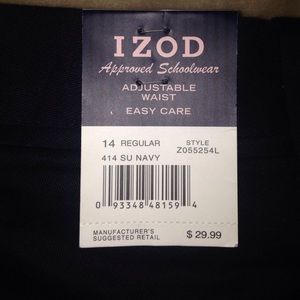 IZOD
Approved Schoolwear
ADJUSTABLE
WAIST
EASY CARE
14 REGULAR
STYLE
Z055254L
414 SU NAVY
0 93348 48159 4
MANUFACTURER'S
SUGGESTED RETAIL
$ 29.99